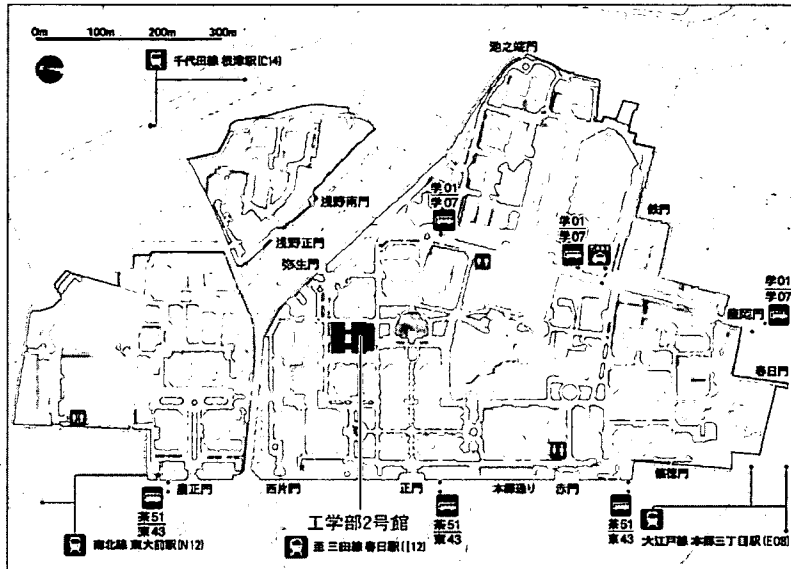 0m 100m 200m 300m
千代田線 根津駅(C14)
池之端門
浅野南門
学01
学07
浅野正門
弥生門
学01
学07
鉄門
学01
学07
龍岡門
春日門
農正門
西片門
正門
本郷通り
赤門
懐徳門
茶51
東43
工学部2号館
茶51
東43
茶51
東43
南北線 東大前駅(N12)
至 三田線 春日駅(I12)
大江戸線 本郷三丁目駅(E08)